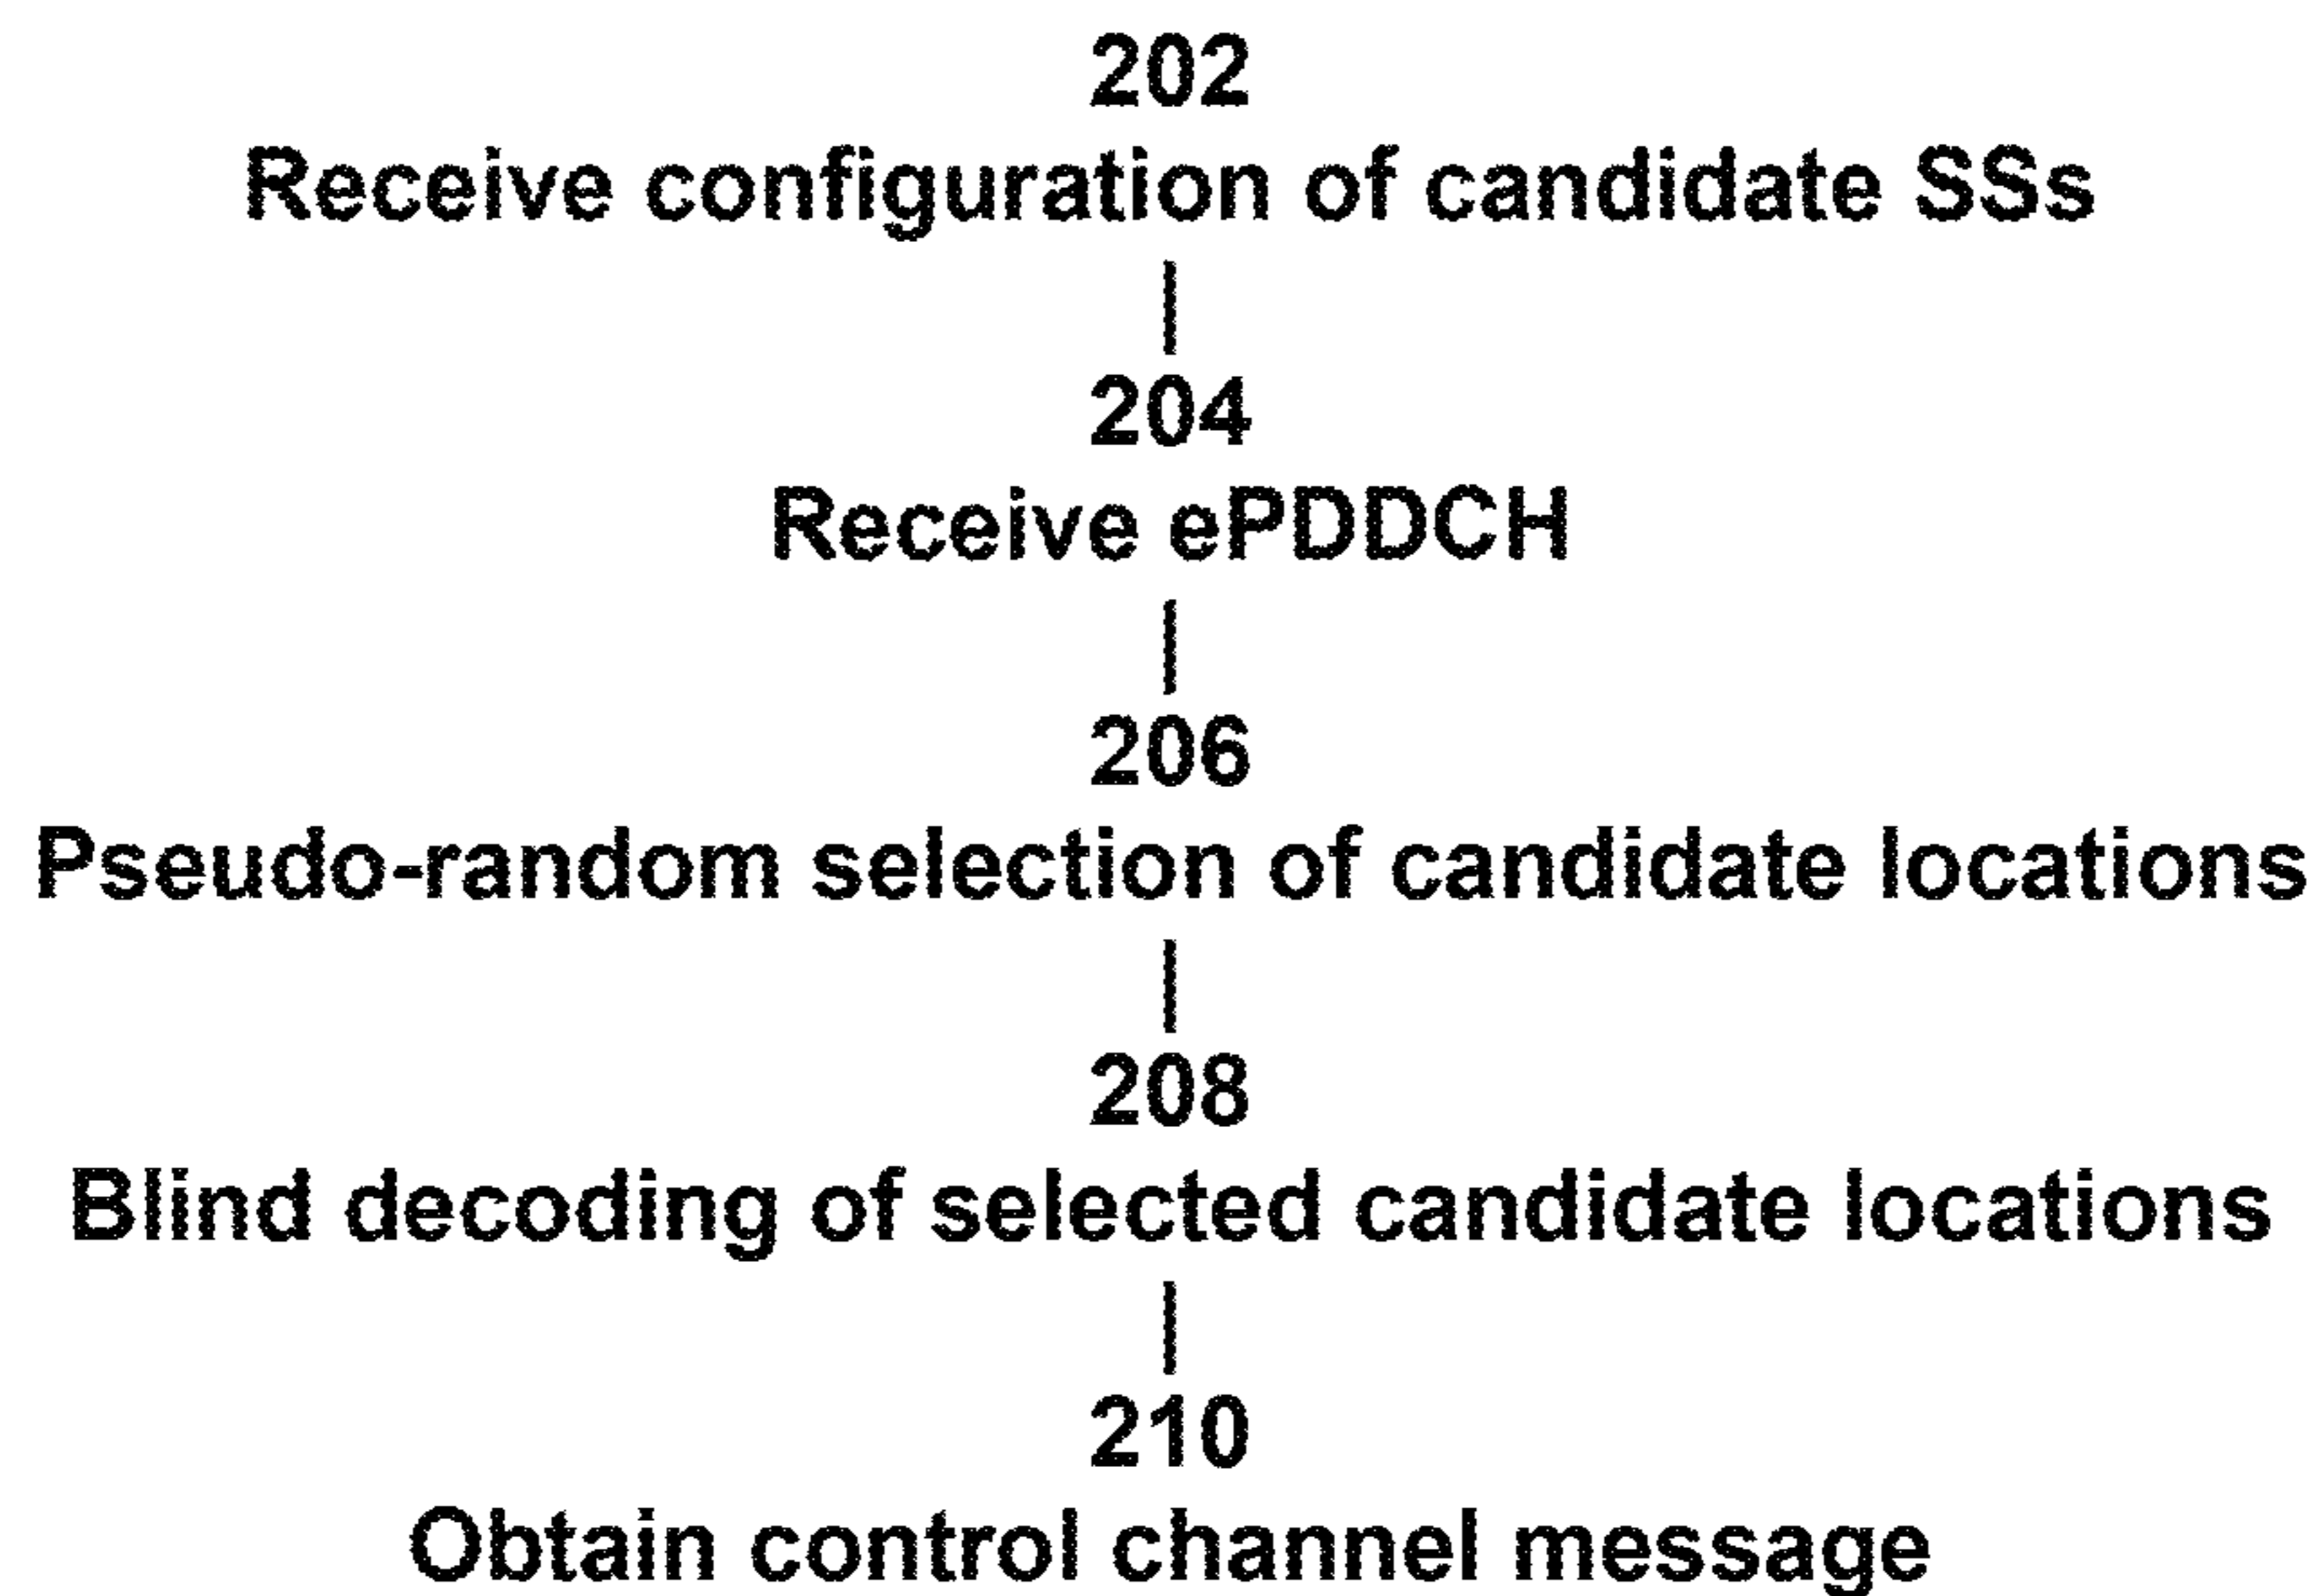 202
Receive configuration of candidate SSs
204
Receive ePDDCH
206
Pseudo-random selection of candidate locations
208
Blind decoding of selected candidate locations
210
Obtain control channel message